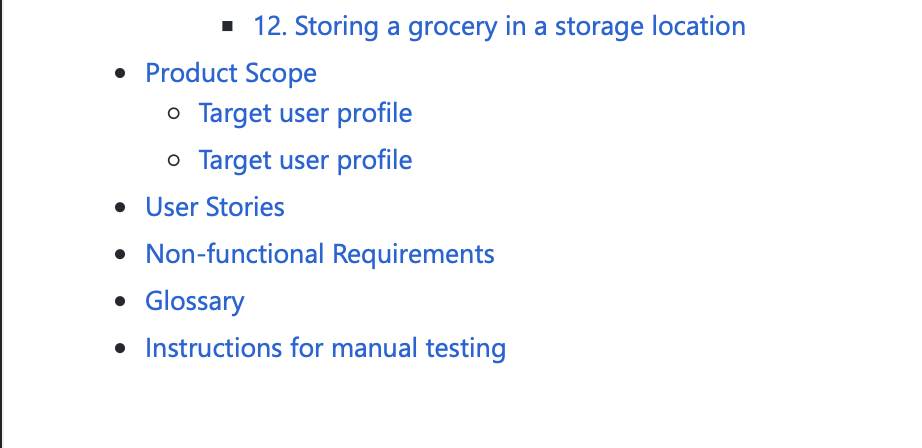 12. Storing a grocery in a storage location
Product Scope
Target user profile
Target user profile
User Stories
Non-functional Requirements
Glossary
Instructions for manual testing